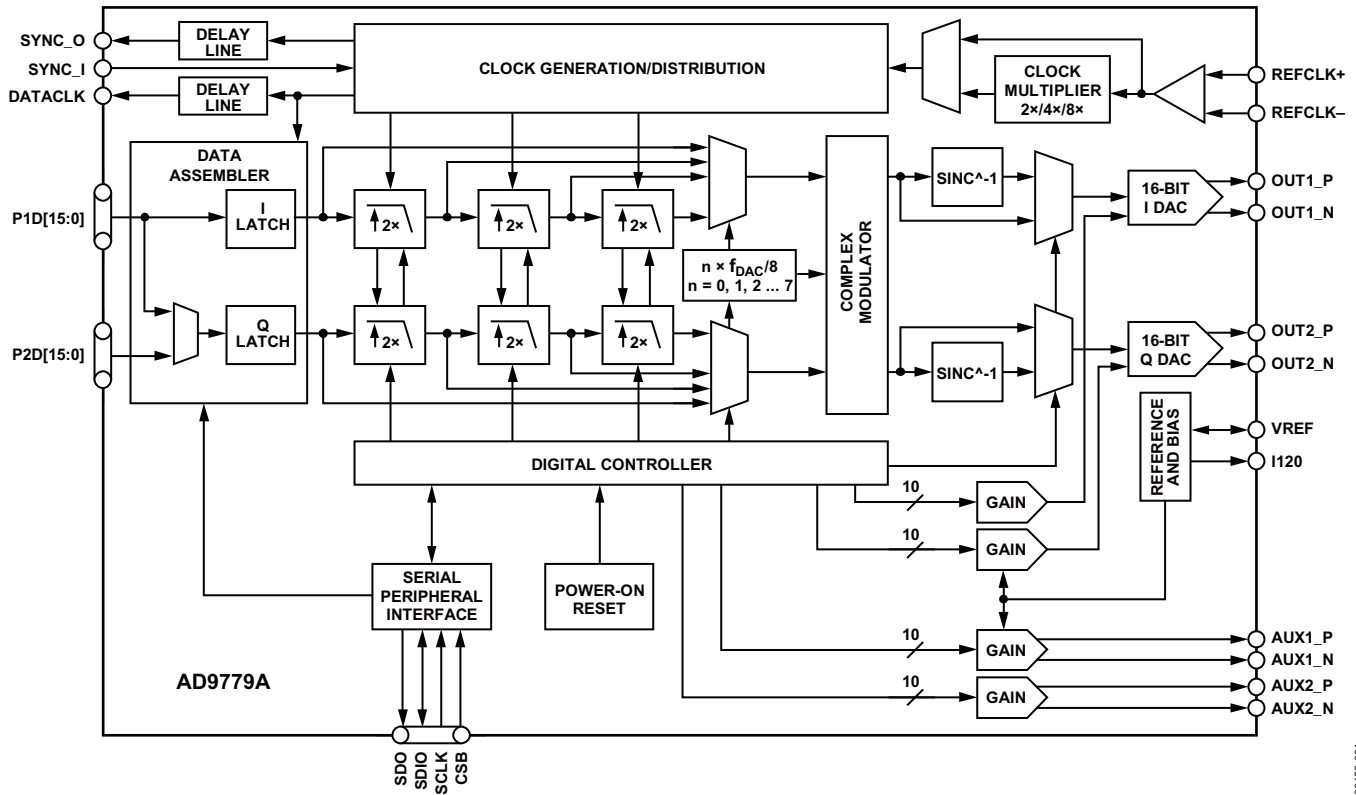 SYNC_O
DELAY
LINE
SYNC_I
DATACLK
DELAY
LINE
CLOCK GENERATION/DISTRIBUTION
CLOCK
MULTIPLIER
2×/4×/8×
REFCLK+
REFCLK–
DATA
ASSEMBLER
P1D[15:0]
I
LATCH
2×
2×
2×
n × fDAC/8
n = 0, 1, 2 ... 7
COMPLEX
MODULATOR
SINC^-1
16-BIT
I DAC
OUT1_P
OUT1_N
P2D[15:0]
Q
LATCH
2×
2×
2×
SINC^-1
16-BIT
Q DAC
OUT2_P
OUT2_N
REFERENCE
AND BIAS
VREF
I120
DIGITAL CONTROLLER
10
GAIN
10
GAIN
SERIAL
PERIPHERAL
INTERFACE
POWER-ON
RESET
10
GAIN
AUX1_P
AUX1_N
10
GAIN
AUX2_P
AUX2_N
AD9779A
SDO
SDIO
SCLK
CSB